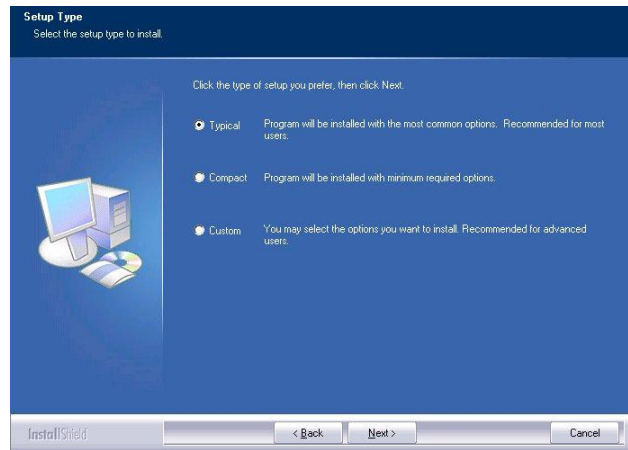 Setup Type
Select the setup type to install.
Click the type of setup you prefer, then click Next.
Typical
Program will be installed with the most common options. Recommended for most
users.
Compact
Program will be installed with minimum required options.
Custom
You may select the options you want to install. Recommended for advanced
users.
InstallShield
< Back
Next >
Cancel